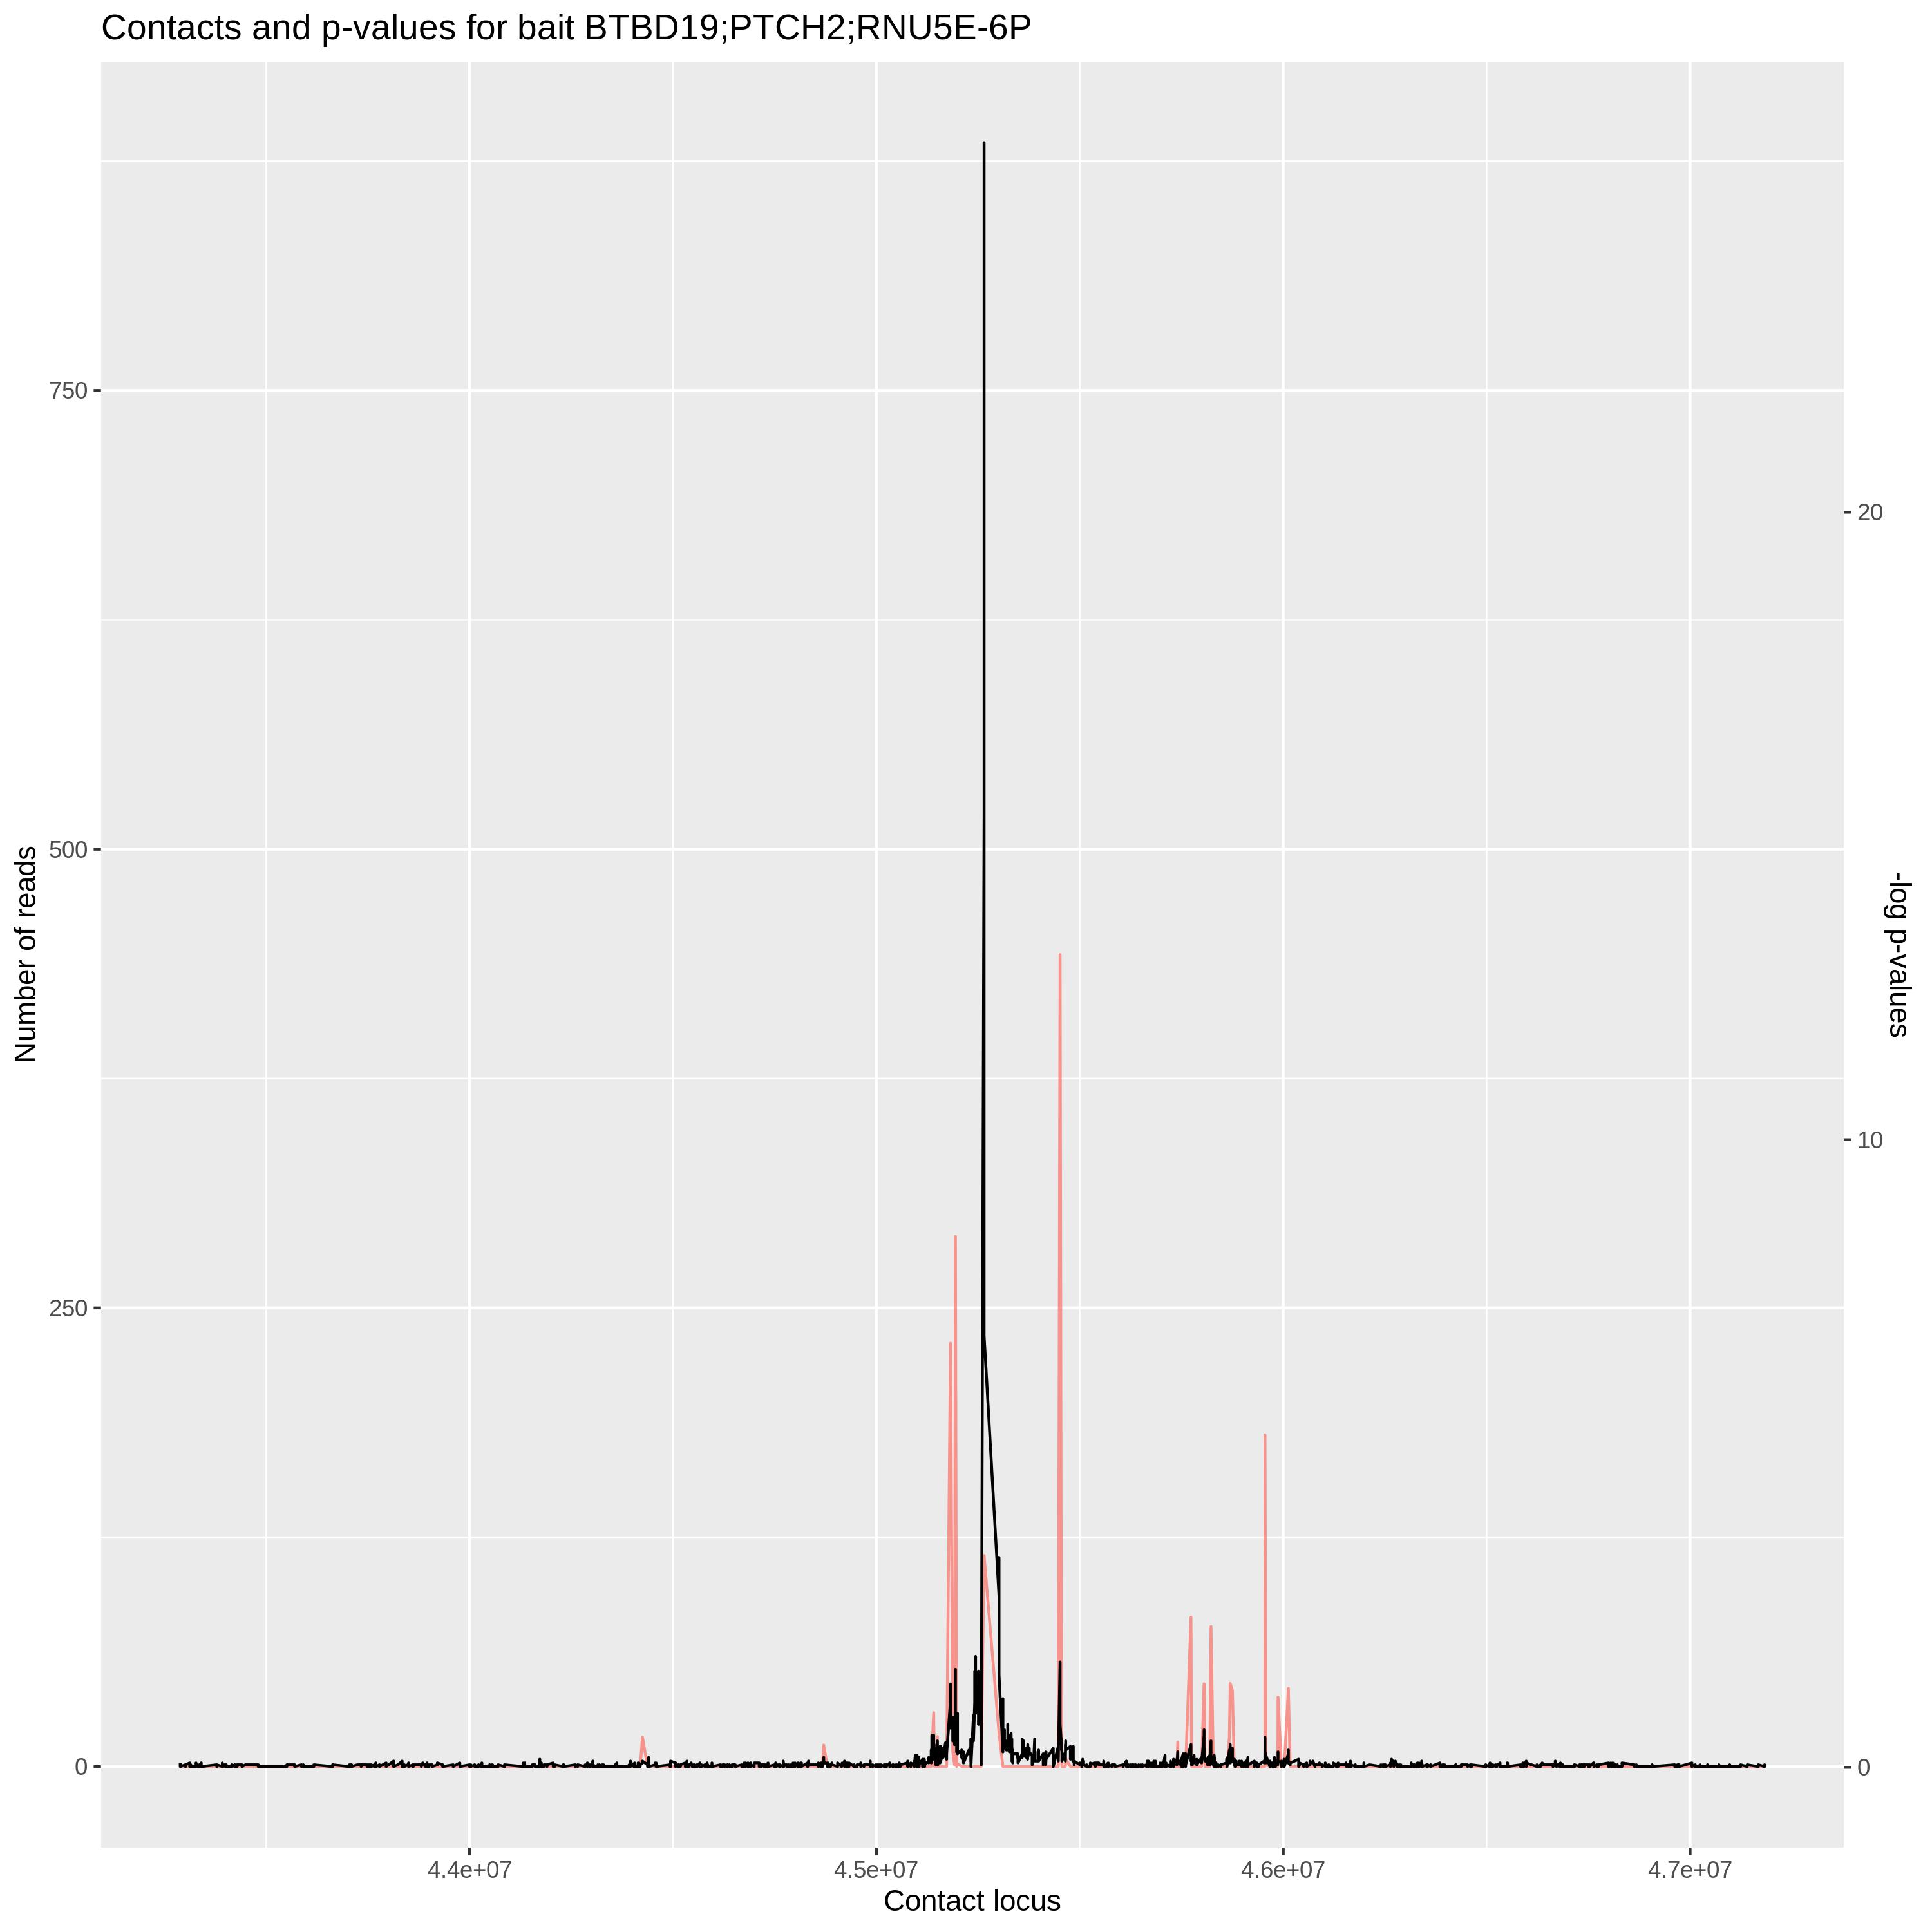 Contacts and p-values for bait BTBD19;PTCH2;RNU5E-6P
Number of reads
750
500
250
0
20
10
0
-log p-values
4.4e+07
4.5e+07
4.6e+07
4.7e+07
Contact locus